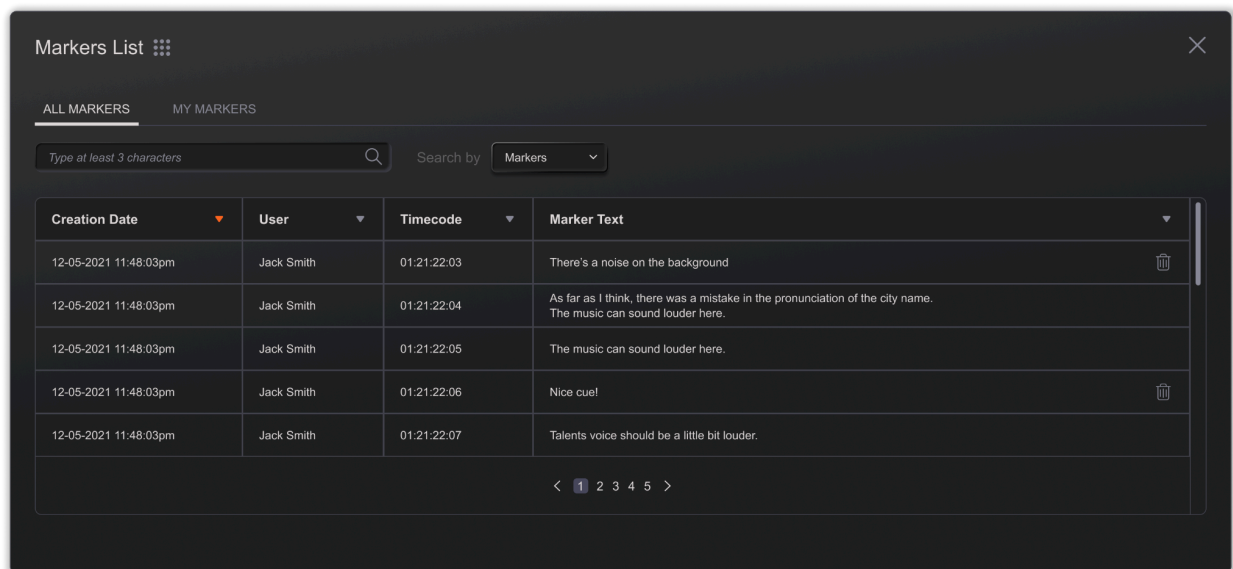 Markers List
ALL MARKERS MY MARKERS
Type at least 3 characters Search by Markers
Creation Date User Timecode Marker Text
12-05-2021 11:48:03pm Jack Smith 01:21:22:03 There's a noise on the background
12-05-2021 11:48:03pm Jack Smith 01:21:22:04 As far as I think, there was a mistake in the pronunciation of the city name.
The music can sound louder here.
12-05-2021 11:48:03pm Jack Smith 01:21:22:05 The music can sound louder here.
12-05-2021 11:48:03pm Jack Smith 01:21:22:06 Nice cue!
12-05-2021 11:48:03pm Jack Smith 01:21:22:07 Talents voice should be a little bit louder.
1 2 3 4 5